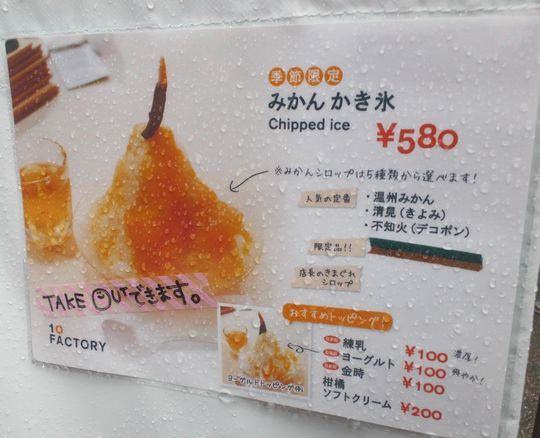 季節限定
みかん かき氷
Chipped ice
¥580
※みかんシロップは5種類から選べます!
人気の定番
・温州みかん
・清見(きよみ)
・不知火(デコポン)
限定品!!
店長のきまぐれ
シロップ
TAKE OUTできます。
10
FACTORY
おすすめトッピング♪
練乳 ¥100 濃厚!
ヨーグルト ¥100 爽やか!
金時 ¥100
柑橘
ソフトクリーム ¥200
ヨーグルトトッピング例